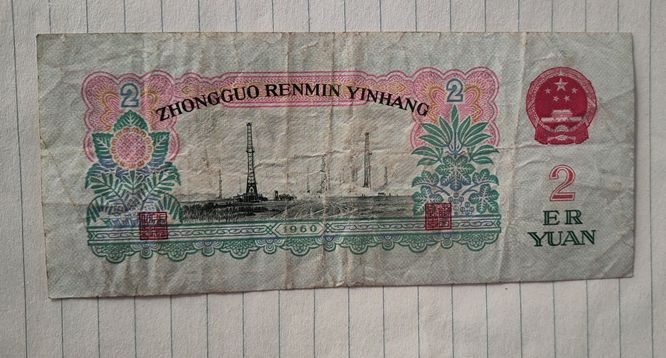 2
ZHONGGUO RENMIN YINHANG
2
1960
2
ER
YUAN